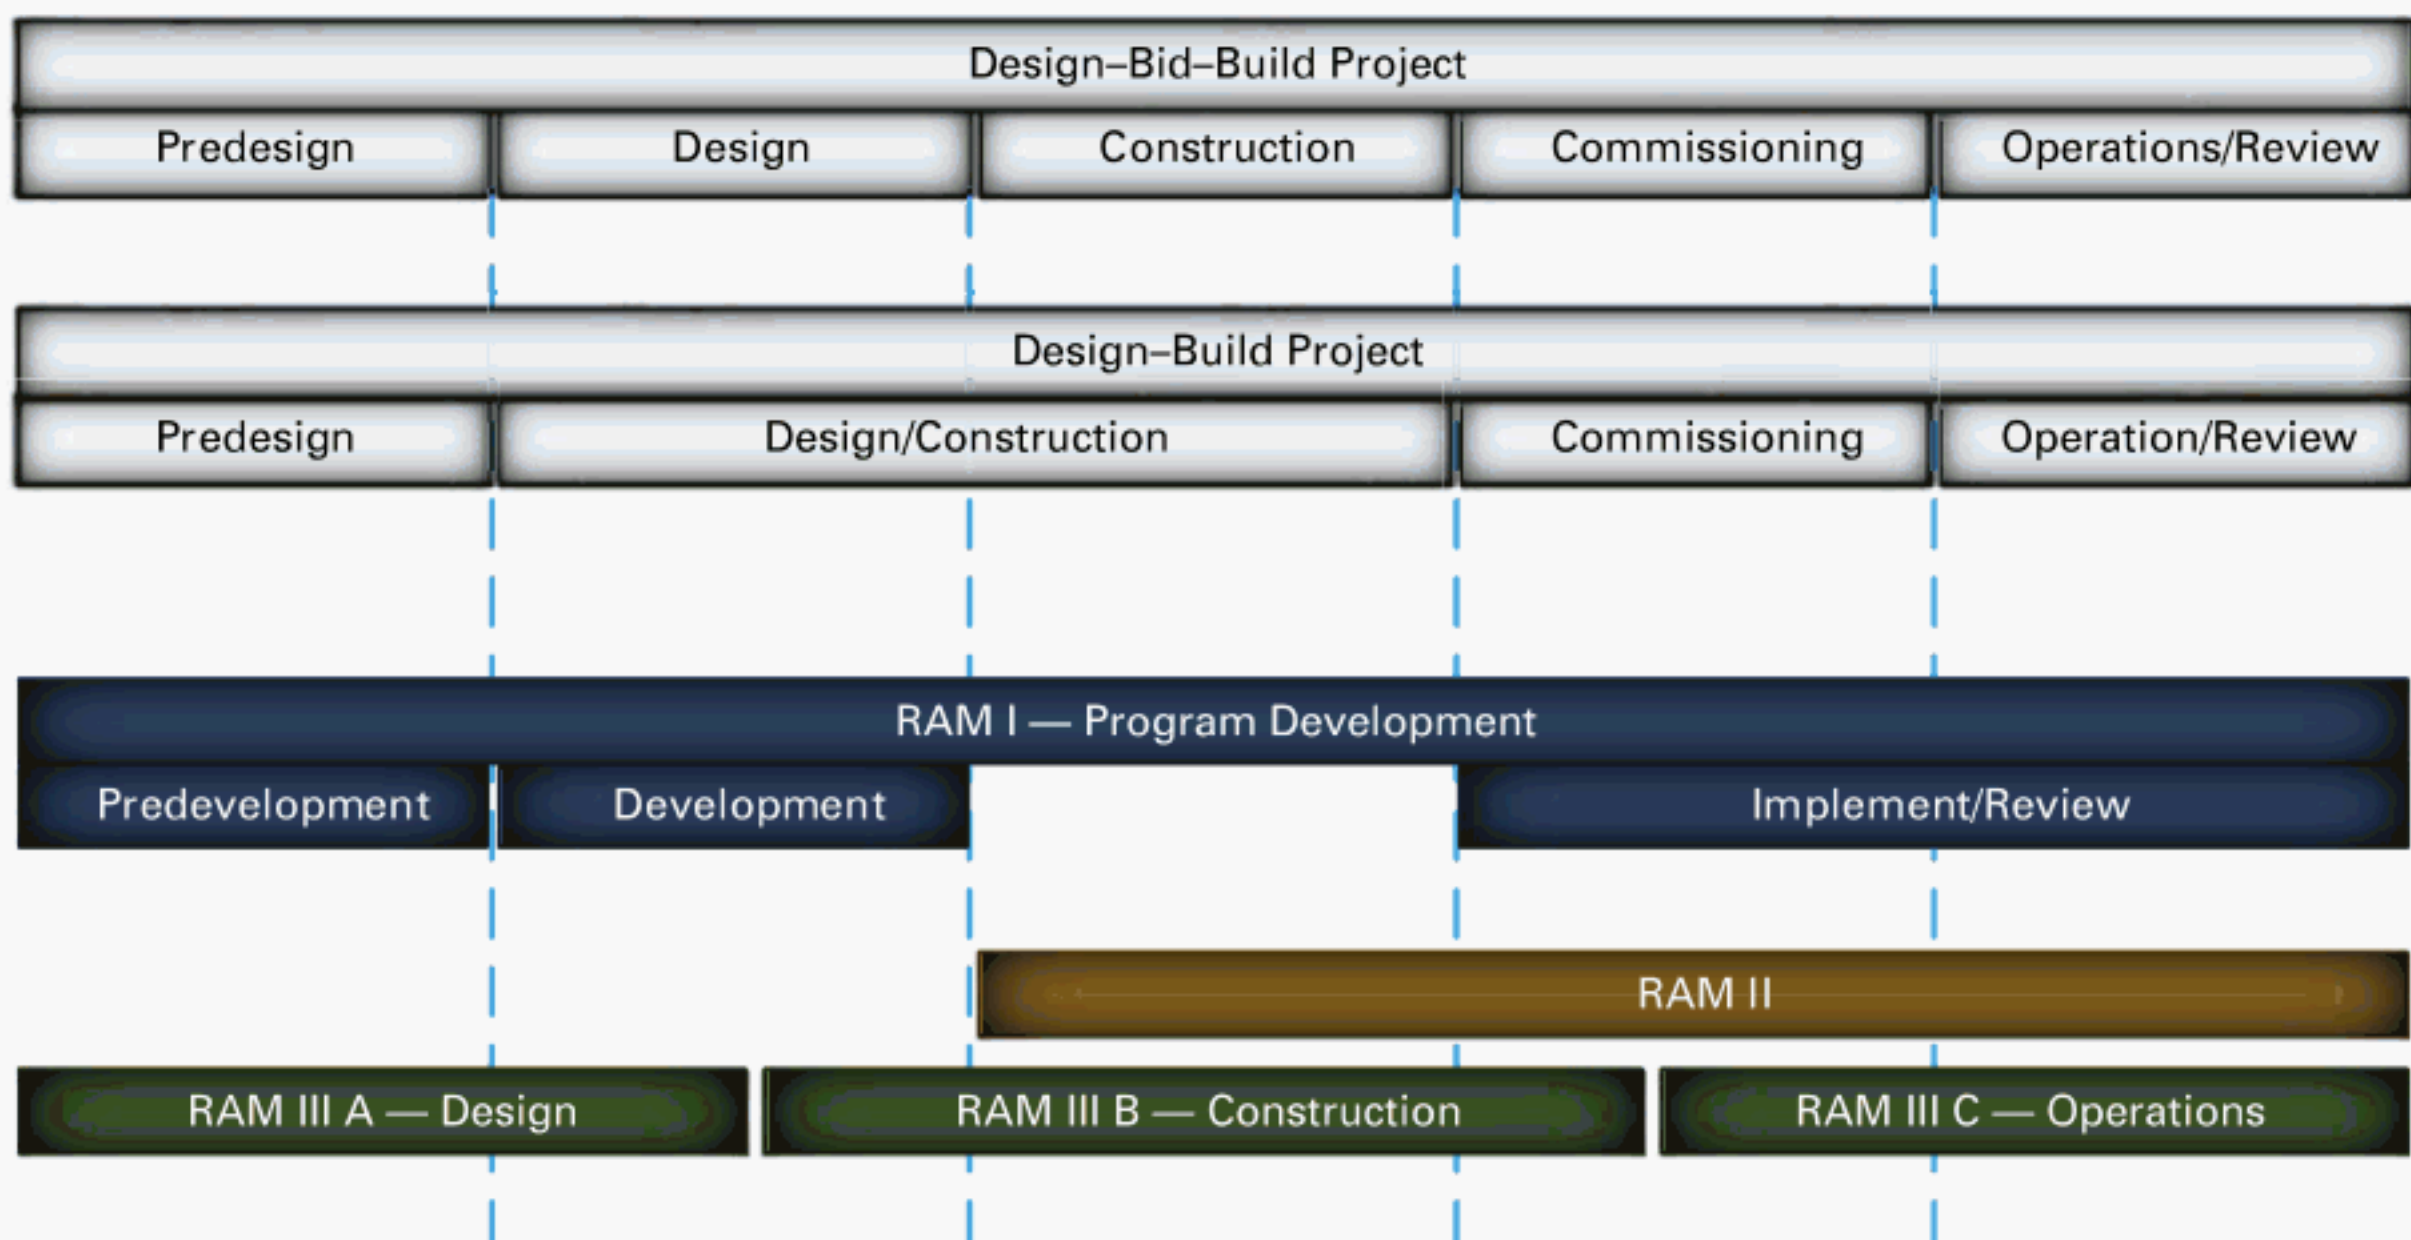 Design–Bid–Build Project
Predesign Design Construction Commissioning Operations/Review
Design–Build Project
Predesign Design/Construction Commissioning Operation/Review
RAM I — Program Development
Predevelopment Development Implement/Review
RAM II
RAM III A — Design RAM III B — Construction RAM III C — Operations